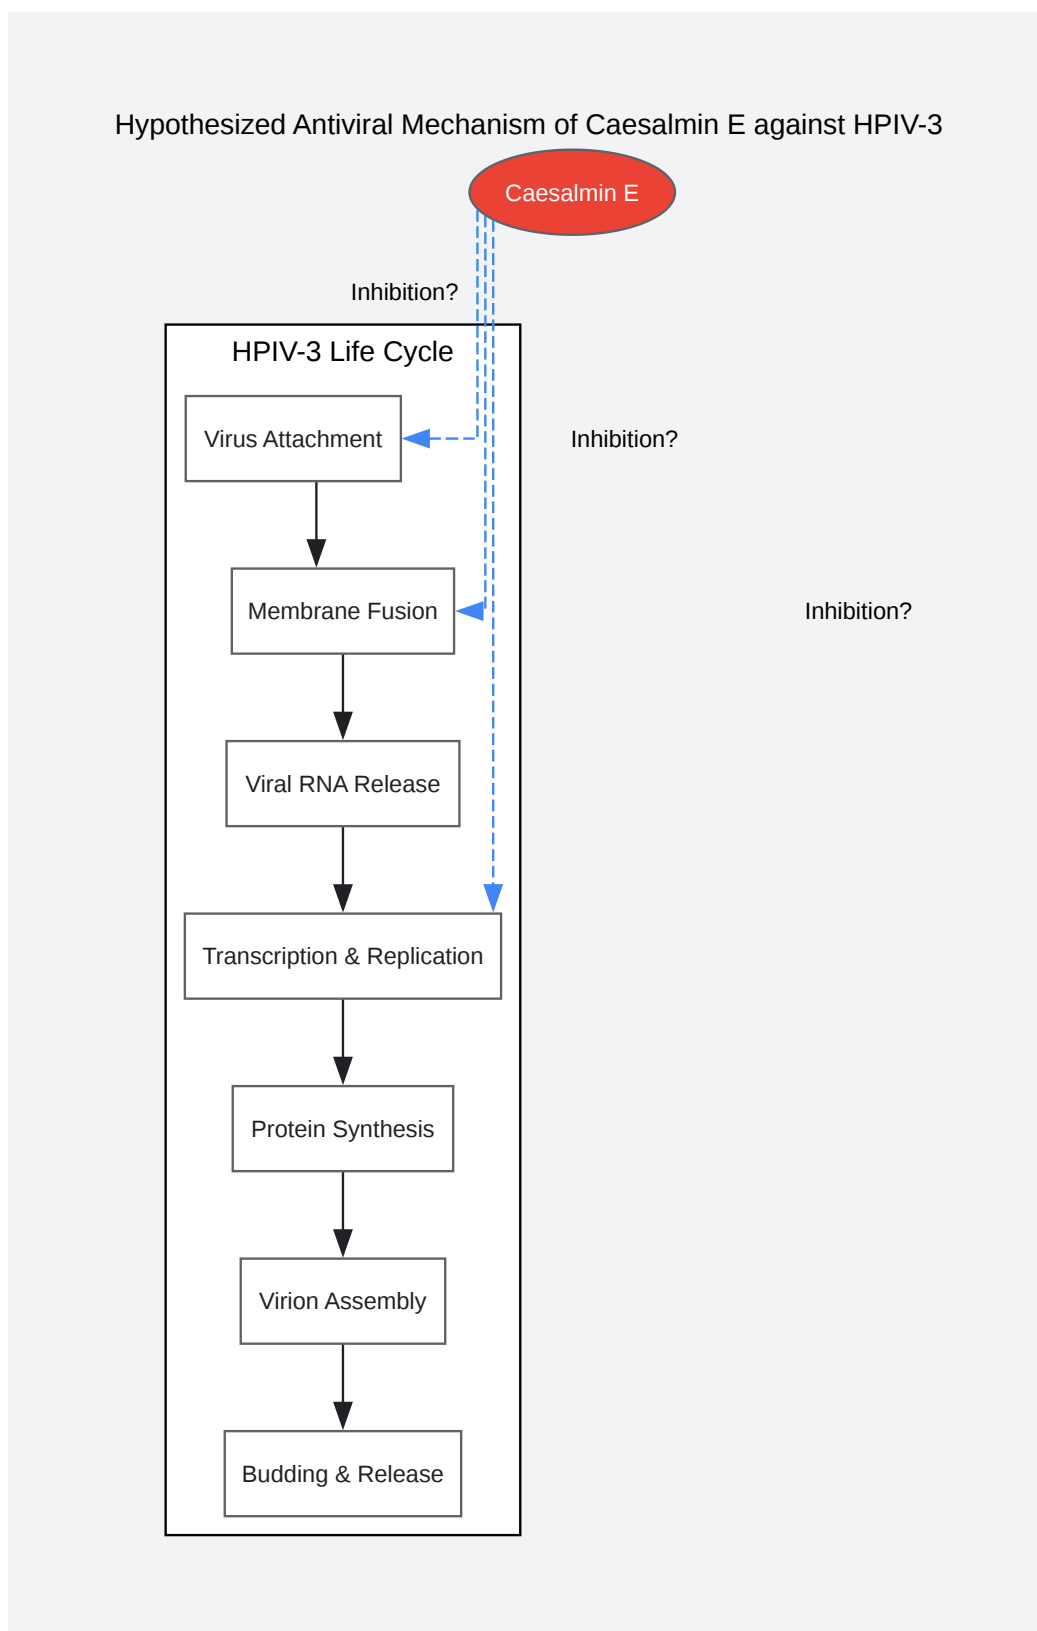 Hypothesized Antiviral Mechanism of Caesalmin E against HPIV-3
Caesalmin E
Inhibition?
HPIV-3 Life Cycle
Virus Attachment
Inhibition?
Membrane Fusion
Inhibition?
Viral RNA Release
Transcription & Replication
Protein Synthesis
Virion Assembly
Budding & Release